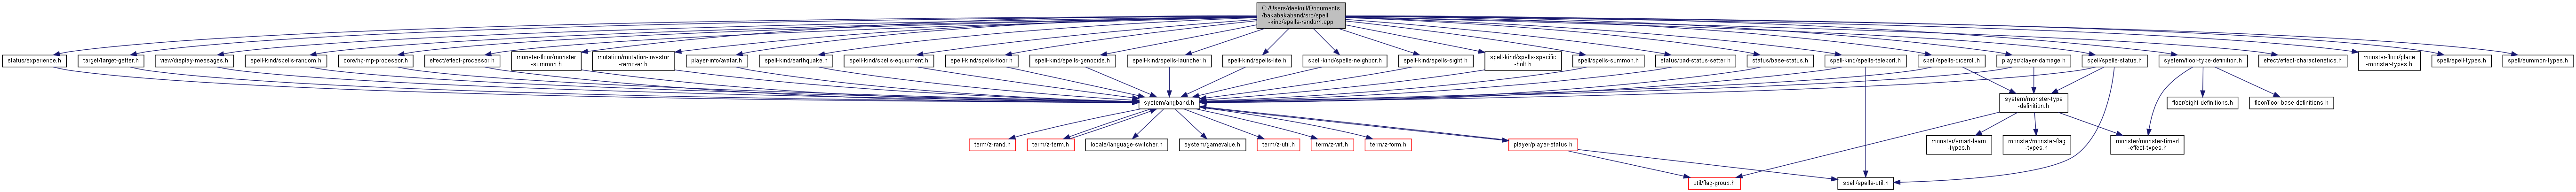 C:/Users/deskull/Documents
/bakabakaband/src/spell
-kind/spells-random.cpp
status/experience.h
target/target-getter.h
view/display-messages.h
spell-kind/spells-random.h
core/hp-mp-processor.h
effect/effect-processor.h
monster-floor/monster
-summon.h
mutation/mutation-investor
-remover.h
player-info/avatar.h
spell-kind/earthquake.h
spell-kind/spells-equipment.h
spell-kind/spells-floor.h
spell-kind/spells-genocide.h
spell-kind/spells-launcher.h
spell-kind/spells-lite.h
spell-kind/spells-neighbor.h
spell-kind/spells-sight.h
spell-kind/spells-specific
-bolt.h
spell/spells-summon.h
status/bad-status-setter.h
status/base-status.h
spell-kind/spells-teleport.h
spell/spells-diceroll.h
player/player-damage.h
spell/spells-status.h
system/floor-type-definition.h
effect/effect-characteristics.h
monster-floor/place
-monster-types.h
spell/spell-types.h
spell/summon-types.h
system/angband.h
system/monster-type
-definition.h
floor/sight-definitions.h
floor/floor-base-definitions.h
term/z-rand.h
term/z-term.h
locale/language-switcher.h
system/gamevalue.h
term/z-util.h
term/z-virt.h
term/z-form.h
player/player-status.h
monster/smart-learn
-types.h
monster/monster-flag
-types.h
monster/monster-timed
-effect-types.h
util/flag-group.h
spell/spells-util.h